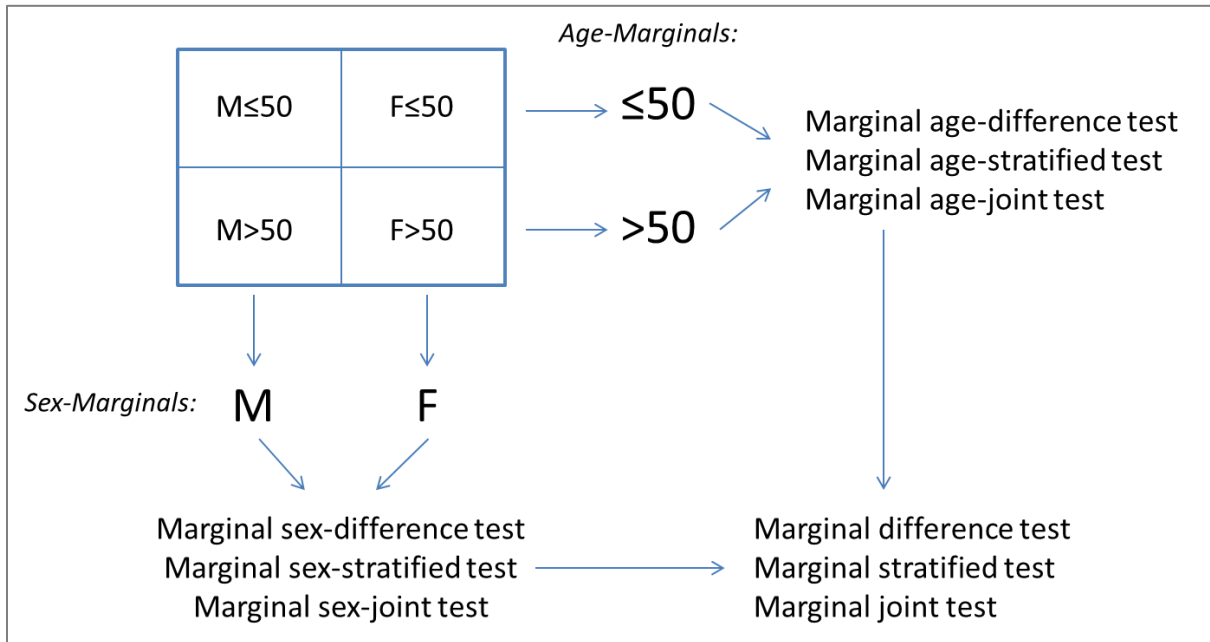 Age-Marginals:
M≤50
F≤50
≤50
M>50
F>50
>50
Marginal age-difference test
Marginal age-stratified test
Marginal age-joint test
Sex-Marginals:
M
F
Marginal sex-difference test
Marginal sex-stratified test
Marginal sex-joint test
Marginal difference test
Marginal stratified test
Marginal joint test